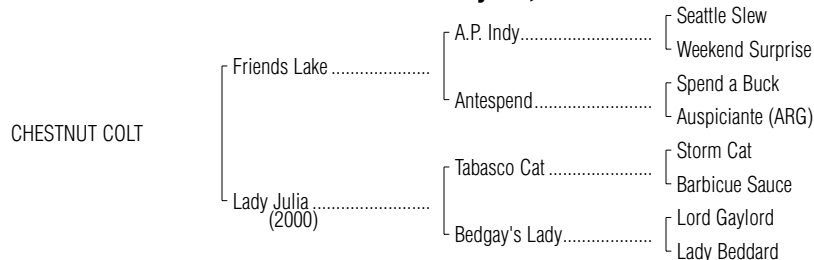 Seattle Slew
A.P. Indy
Weekend Surprise
Friends Lake
Spend a Buck
Antespend
Auspiciante (ARG)
CHESTNUT COLT
Storm Cat
Tabasco Cat
Barbicue Sauce
Lady Julia
(2000)
Lord Gaylord
Bedgay's Lady
Lady Beddard